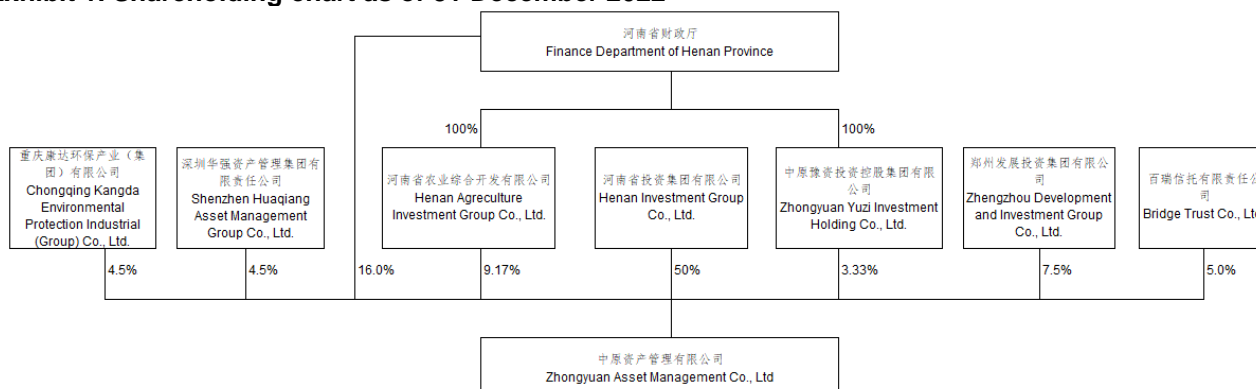 xhibit 1: Shareholding chart as of 31 December 2022
河南省财政厅
Finance Department of Henan Province
100%
100%
重庆康达环保产业（集
团）有限公司
Chongqing Kangda
Environmental
Protection Industrial
(Group) Co., Ltd.
深圳华强资产管理集团有
限责任公司
Shenzhen Huaqiang
Asset Management
Group Co., Ltd.
河南省农业综合开发有限公司
Henan Agreculture
Investment Group Co., Ltd.
河南省投资集团有限公司
Henan Investment Group
Co., Ltd.
中原豫资投资控股集团有限
公司
Zhongyuan Yuzi Investment
Holding Co., Ltd.
郑州发展投资集团有限公
司
Zhengzhou Development
and Investment Group
Co., Ltd.
百瑞信托有限责任公
司
Bridge Trust Co., Ltd
4.5%
4.5%
16.0%
9.17%
50%
3.33%
7.5%
5.0%
中原资产管理有限公司
Zhongyuan Asset Management Co., Ltd